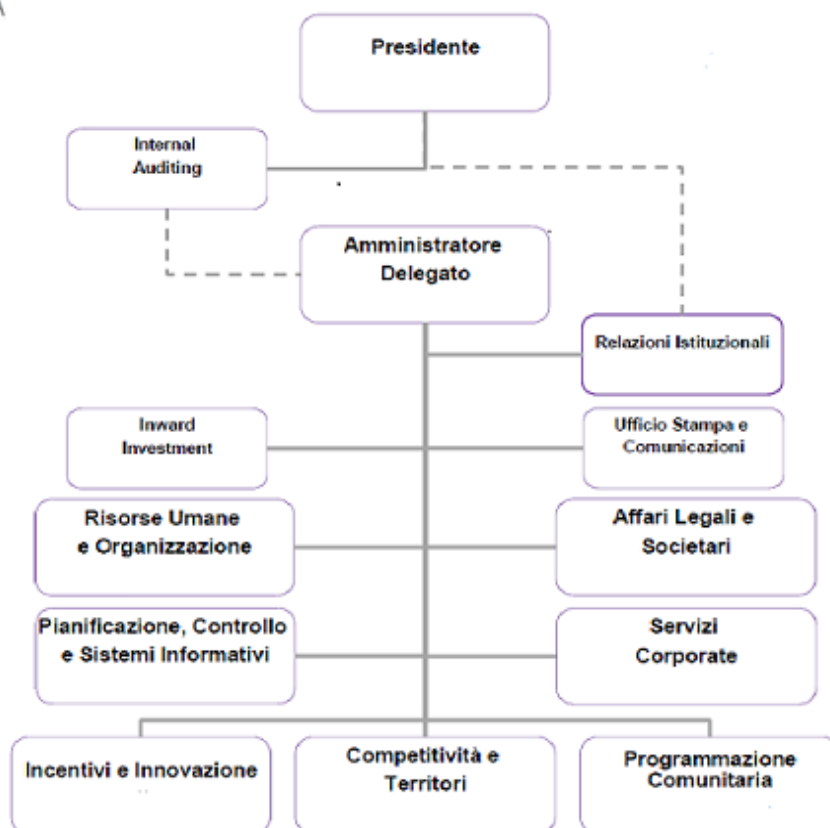 Presidente
Internal
Auditing
Amministratore
Delegato
Relazioni Istituzionali
Inward
Investment
Ufficio Stampa e
Comunicazioni
Risorse Umane
e Organizzazione
Affari Legali e
Societari
Pianificazione, Controllo
e Sistemi Informativi
Servizi
Corporate
Incentivi e Innovazione
Competitività e
Territori
Programmazione
Comunitaria